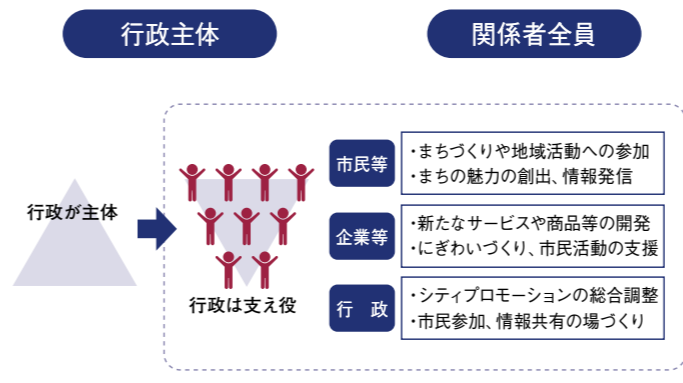 行政主体
関係者全員
行政が主体
行政は支え役
市民等
・まちづくりや地域活動への参加
・まちの魅力の創出、情報発信
企業等
・新たなサービスや商品等の開発
・にぎわいづくり、市民活動の支援
行　政
・シティプロモーションの総合調整
・市民参加、情報共有の場づくり